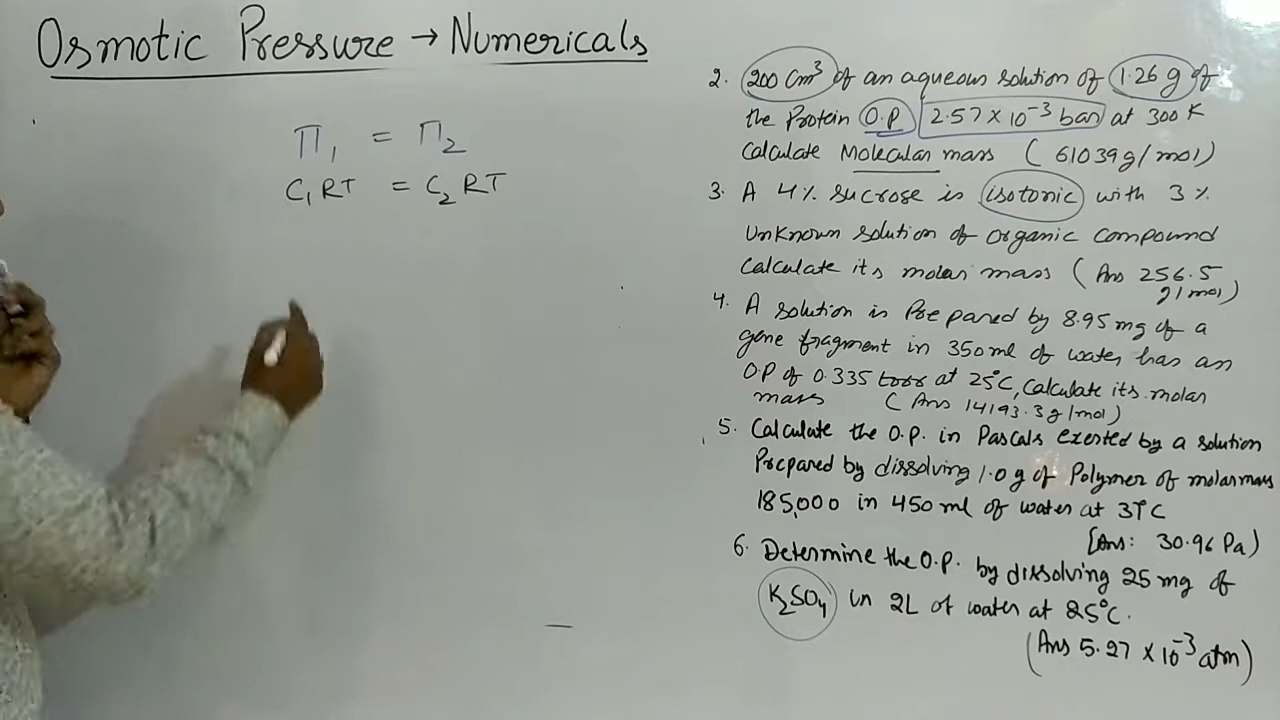 Osmotic Pressure → Numericals
π₁ = π₂
C₁RT = C₂RT
2. 200 cm³ of an aqueous solution of 1.26 g of
the Protein O.P 2.57 × 10⁻³ bar at 300 K
Calculate Molecular mass (61039 g/mol)
3. A 4% sucrose is isotonic with 3%
Unknown solution of organic compound
Calculate its molar mass (Ans 256.5
g/mol)
4. A solution is Prepared by 8.95 mg of a
gene fragment in 350 ml of water has an
O.P of 0.335 torr at 25°C, Calculate its molar
mass (Ans 14193.3 g/mol)
5. Calculate the O.P. in Pascals exerted by a solution
Prepared by dissolving 1.0 g of Polymer of molar mass
185,000 in 450 ml of water at 37°C
[Ans: 30.96 Pa)
6. Determine the O.P. by dissolving 25 mg of
K₂SO₄ in 2L of water at 25°C.
(Ans 5.27 × 10⁻³ atm)